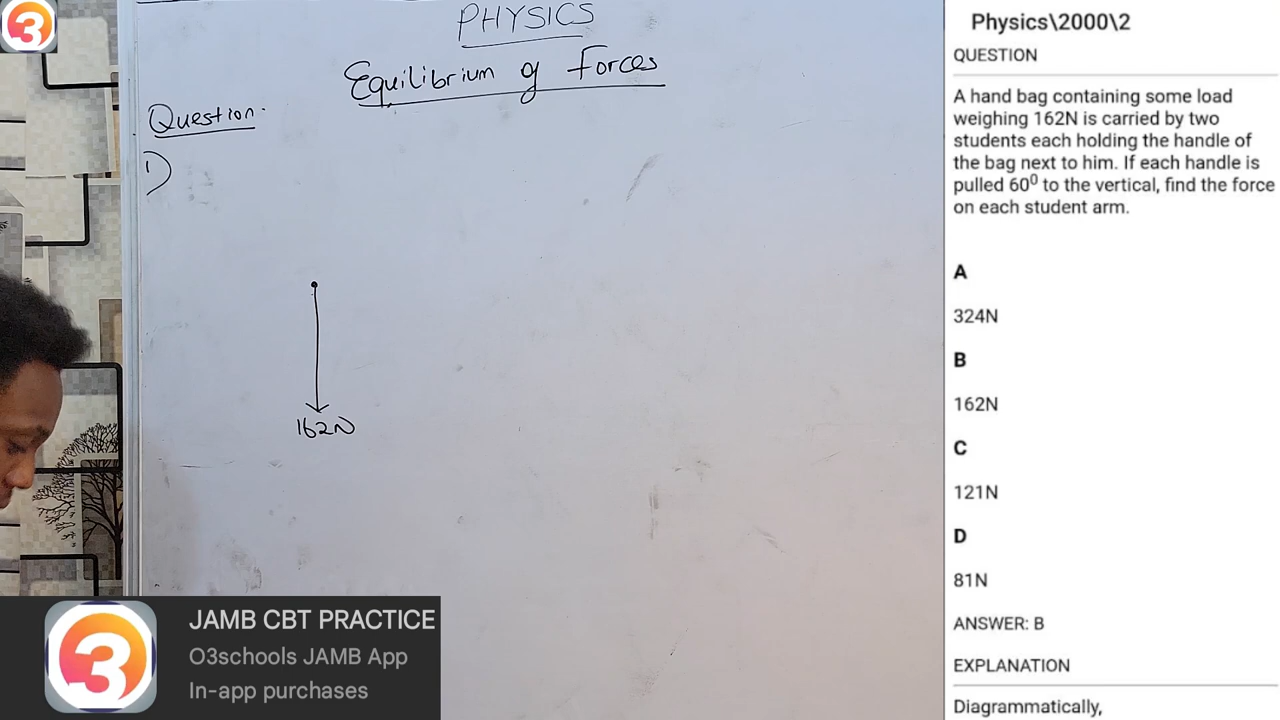 PHYSICS
Equilibrium of Forces
Question.
1)
162N
3
JAMB CBT PRACTICE
O3schools JAMB App
In-app purchases
Physics\2000\2
QUESTION
A hand bag containing some load
weighing 162N is carried by two
students each holding the handle of
the bag next to him. If each handle is
pulled 60⁰ to the vertical, find the force
on each student arm.
A
324N
B
162N
C
121N
D
81N
ANSWER: B
EXPLANATION
Diagrammatically,